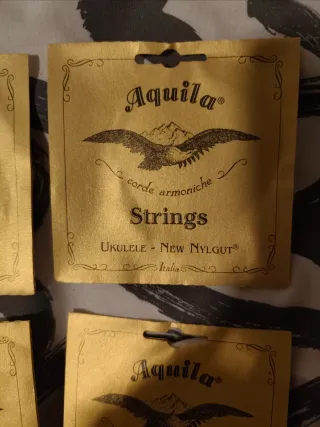 Aquila®
corde armoniche
Strings
UKULELE - NEW NYLGUT®
Italia
Aquila®